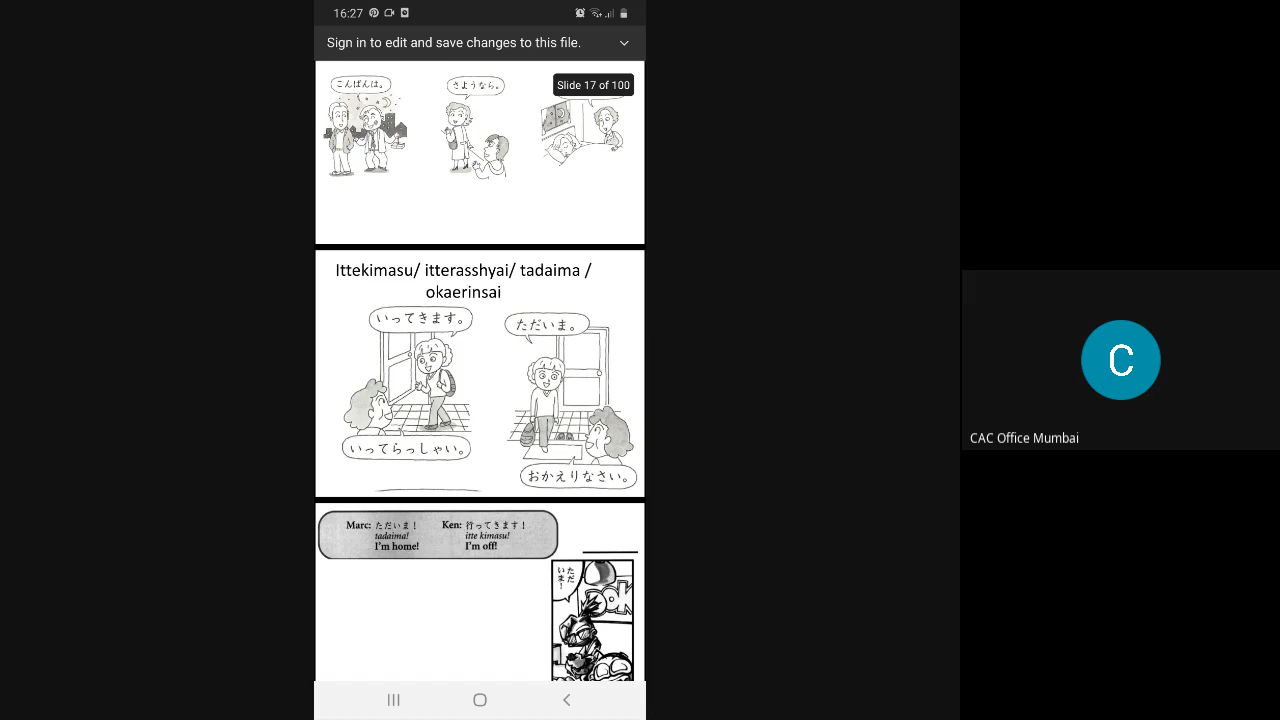 16:27
Sign in to edit and save changes to this file.
こんばんは。
さようなら。
Slide 17 of 100
Ittekimasu/ itterasshyai/ tadaima /
okaerinsai
いってきます。
ただいま。
いってらっしゃい。
おかえりなさい。
Marc: ただいま！
tadaima!
I'm home!
Ken: 行ってきます！
itte kimasu!
I'm off!
ただ
いま！
C
CAC Office Mumbai